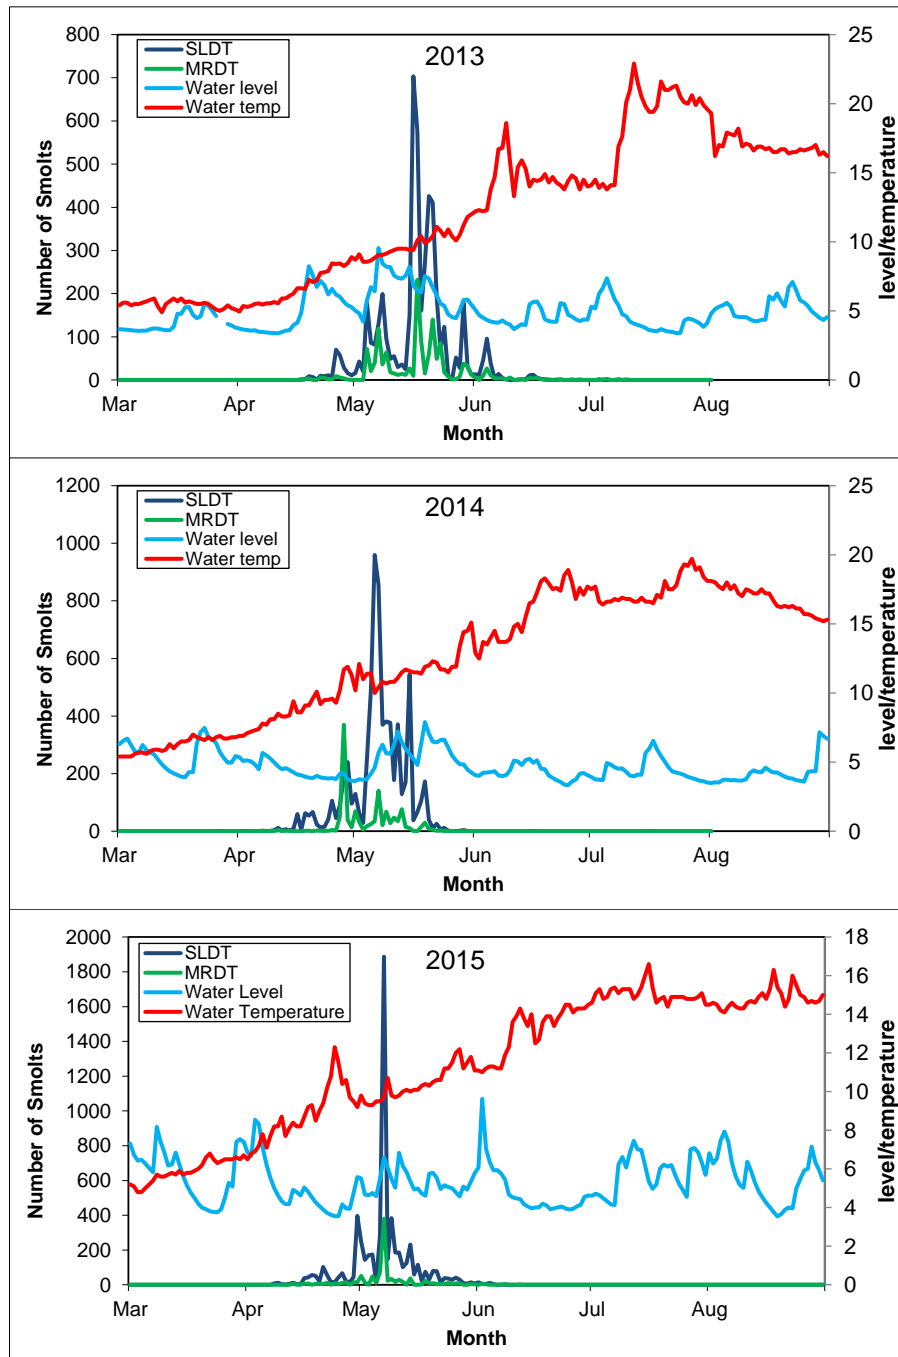 2013
SLDT
MRDT
Water level
Water temp
800
700
600
500
400
300
200
100
0
25
20
15
10
5
0
Number of Smolts
level/temperature
Mar Apr May Jun Jul Aug
Month
2014
SLDT
MRDT
Water level
Water temp
1200
1000
800
600
400
200
0
25
20
15
10
5
0
Number of Smolts
level/temperature
Mar Apr May Jun Jul Aug
Month
2015
SLDT
MRDT
Water Level
Water Temperature
2000
1800
1600
1400
1200
1000
800
600
400
200
0
18
16
14
12
10
8
6
4
2
0
Number of Smolts
level/temperature
Mar Apr May Jun Jul Aug
Month